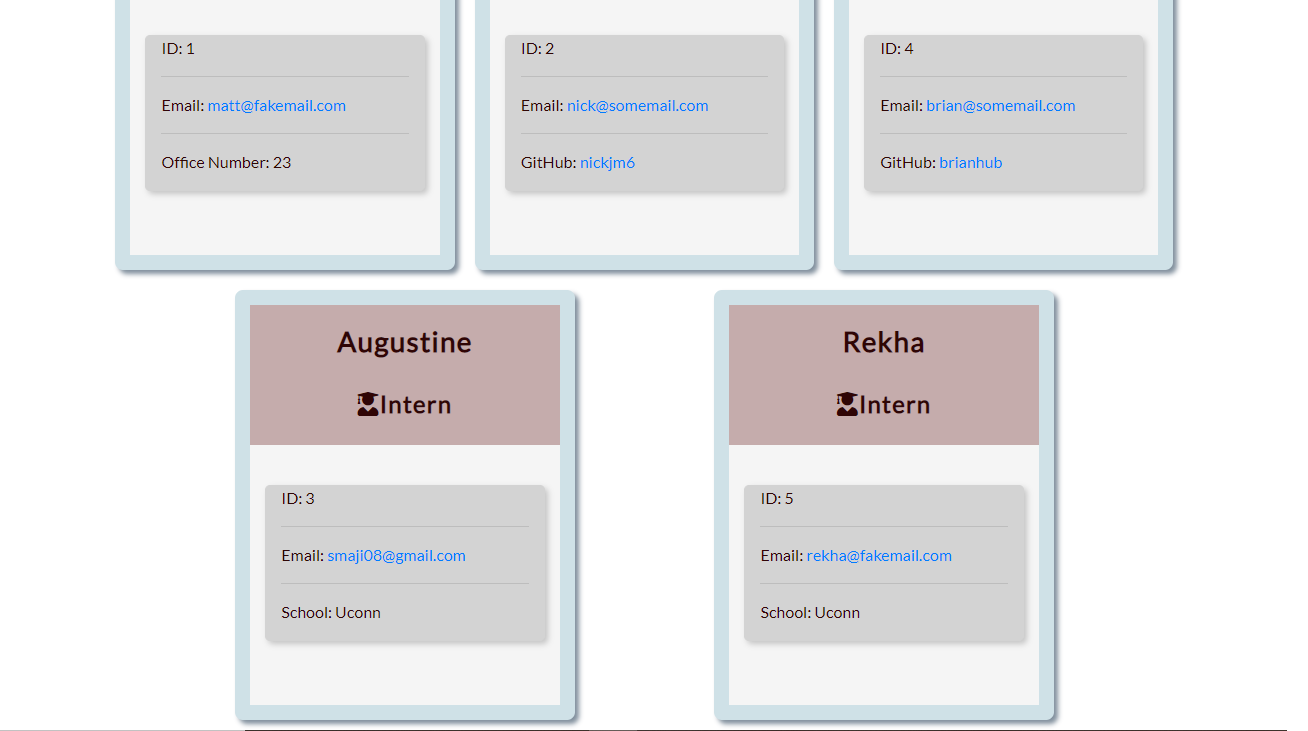 ID: 1
Email: matt@fakemail.com
Office Number: 23
ID: 2
Email: nick@somemail.com
GitHub: nickjm6
ID: 4
Email: brian@somemail.com
GitHub: brianhub
Augustine
Intern
ID: 3
Email: smaji08@gmail.com
School: Uconn
Rekha
Intern
ID: 5
Email: rekha@fakemail.com
School: Uconn